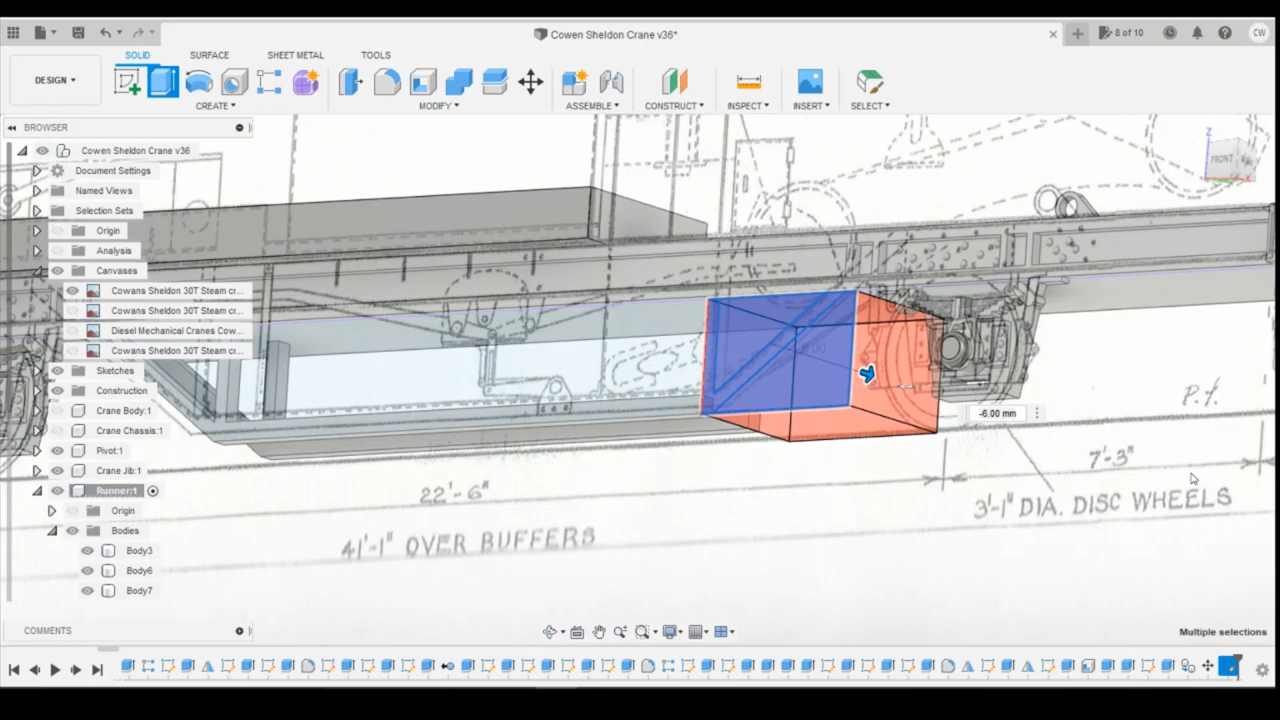 Cowen Sheldon Crane v36*
8 of 10
CW
DESIGN
SOLID
SURFACE
SHEET METAL
TOOLS
CREATE
MODIFY
ASSEMBLE
CONSTRUCT
INSPECT
INSERT
SELECT
BROWSER
Cowen Sheldon Crane v36
Document Settings
Named Views
Selection Sets
Origin
Analysis
Canvases
Cowans Sheldon 30T Steam cr...
Cowans Sheldon 30T Steam cr...
Diesel Mechanical Cranes Cow...
Cowans Sheldon 30T Steam cr...
Sketches
Construction
Crane Body:1
Crane Chassis:1
Pivot:1
Crane Jib:1
Runner:1
Origin
Bodies
Body3
Body6
Body7
Z
FRONT
X
-6.00 mm
7'-3"
22'-6"
3'-1" DIA. DISC WHEELS
41'-1" OVER BUFFERS
COMMENTS
Multiple selections